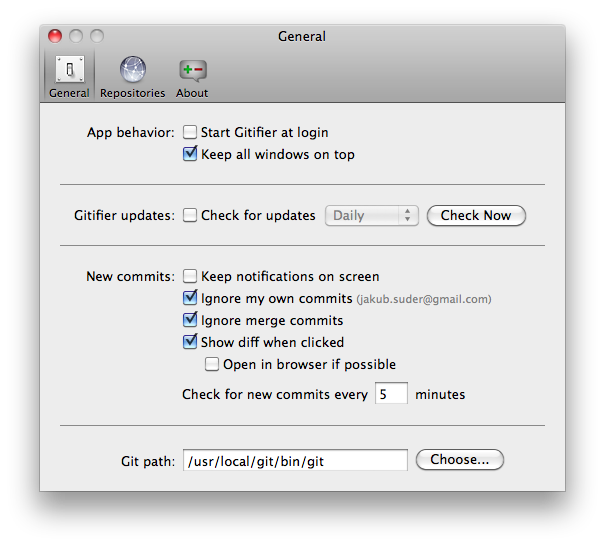 General
General Repositories About
App behavior: Start Gitifier at login
Keep all windows on top
Gitifier updates: Check for updates Daily Check Now
New commits: Keep notifications on screen
Ignore my own commits (jakub.suder@gmail.com)
Ignore merge commits
Show diff when clicked
Open in browser if possible
Check for new commits every 5 minutes
Git path: /usr/local/git/bin/git Choose...